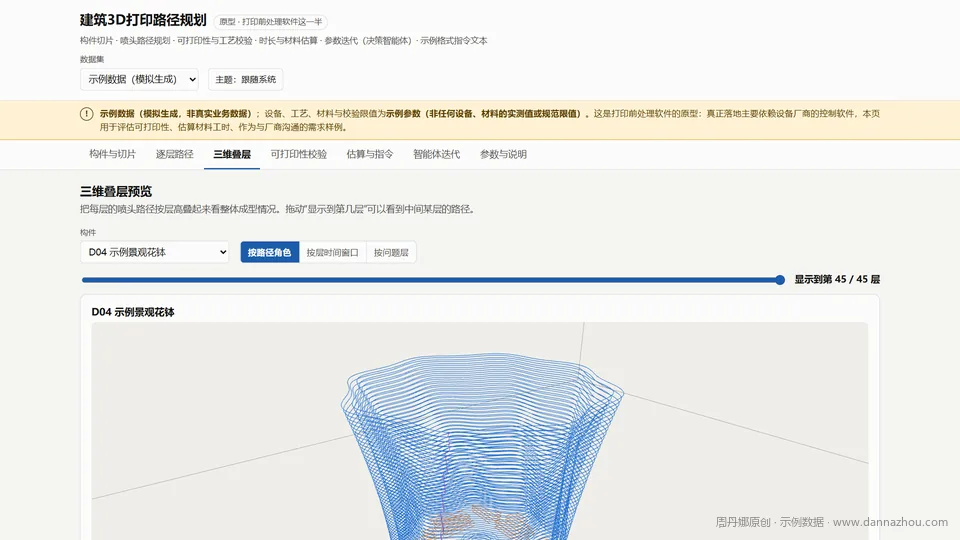 建筑3D打印路径规划 原型 · 打印前处理软件这一半
构件切片 · 喷头路径规划 · 可打印性与工艺校验 · 时长与材料估算 · 参数迭代（决策智能体） · 示例格式指令文本
数据集
示例数据（模拟生成） 主题：跟随系统
! 示例数据（模拟生成，非真实业务数据）；设备、工艺、材料与校验限值为示例参数（非任何设备、材料的实测值或规范限值）。这是打印前处理软件的原型：真正落地主要依赖设备厂商的控制软件，本页
用于评估可打印性、估算材料工时、作为与厂商沟通的需求样例。
构件与切片 逐层路径 三维叠层 可打印性校验 估算与指令 智能体迭代 参数与说明
三维叠层预览
把每层的喷头路径按层高叠起来看整体成型情况。拖动"显示到第几层"可以看到中间某层的路径。
构件
D04 示例景观花钵 按路径角色 按层时间窗口 按问题层
显示到第 45 / 45 层
D04 示例景观花钵
周丹娜原创 · 示例数据 · www.dannazhou.com